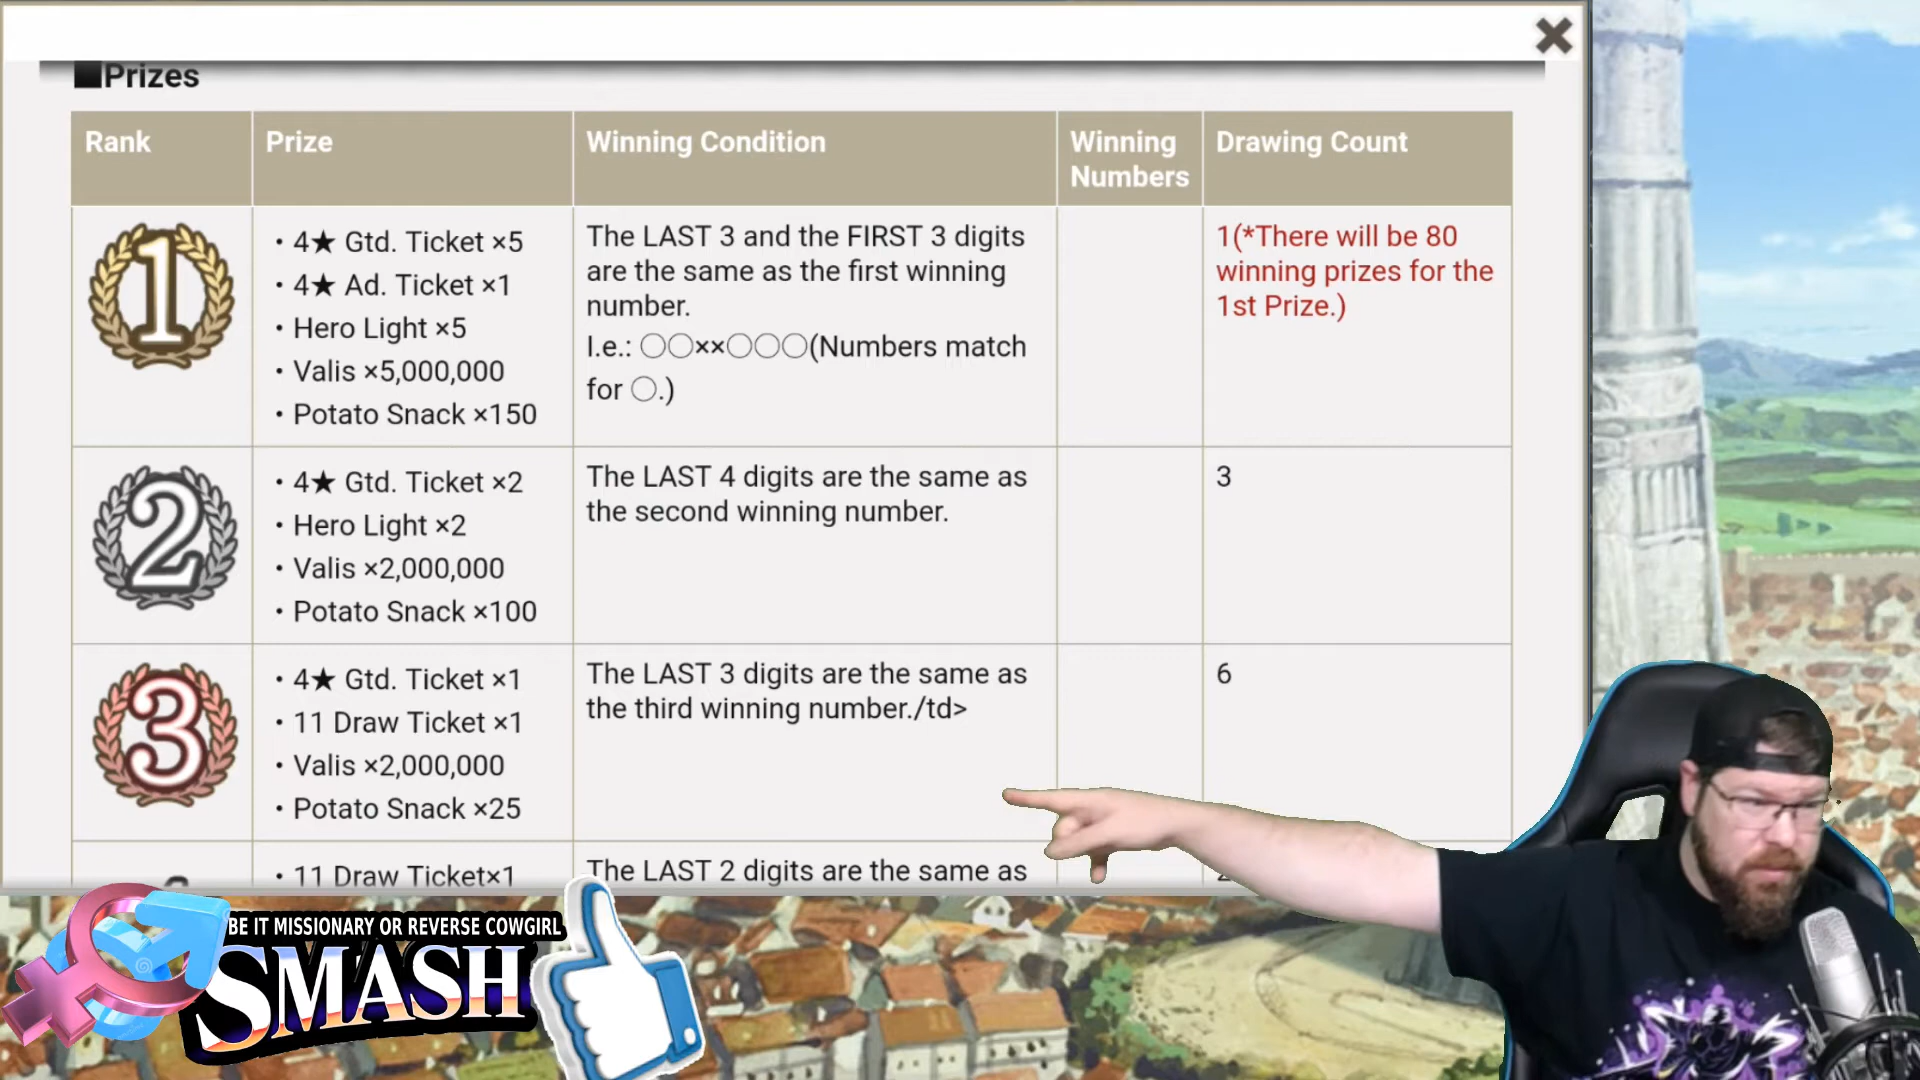 ■Prizes
Rank
Prize
Winning Condition
Winning
Numbers
Drawing Count
1
・4★ Gtd. Ticket ×5
・4★ Ad. Ticket ×1
・Hero Light ×5
・Valis ×5,000,000
・Potato Snack ×150
The LAST 3 and the FIRST 3 digits
are the same as the first winning
number.
I.e.: ○○××○○○(Numbers match
for ○.)
1(*There will be 80
winning prizes for the
1st Prize.)
2
・4★ Gtd. Ticket ×2
・Hero Light ×2
・Valis ×2,000,000
・Potato Snack ×100
The LAST 4 digits are the same as
the second winning number.
3
3
・4★ Gtd. Ticket ×1
・11 Draw Ticket ×1
・Valis ×2,000,000
・Potato Snack ×25
The LAST 3 digits are the same as
the third winning number./td>
6
・11 Draw Ticket×1
The LAST 2 digits are the same as
BE IT MISSIONARY OR REVERSE COWGIRL
SMASH